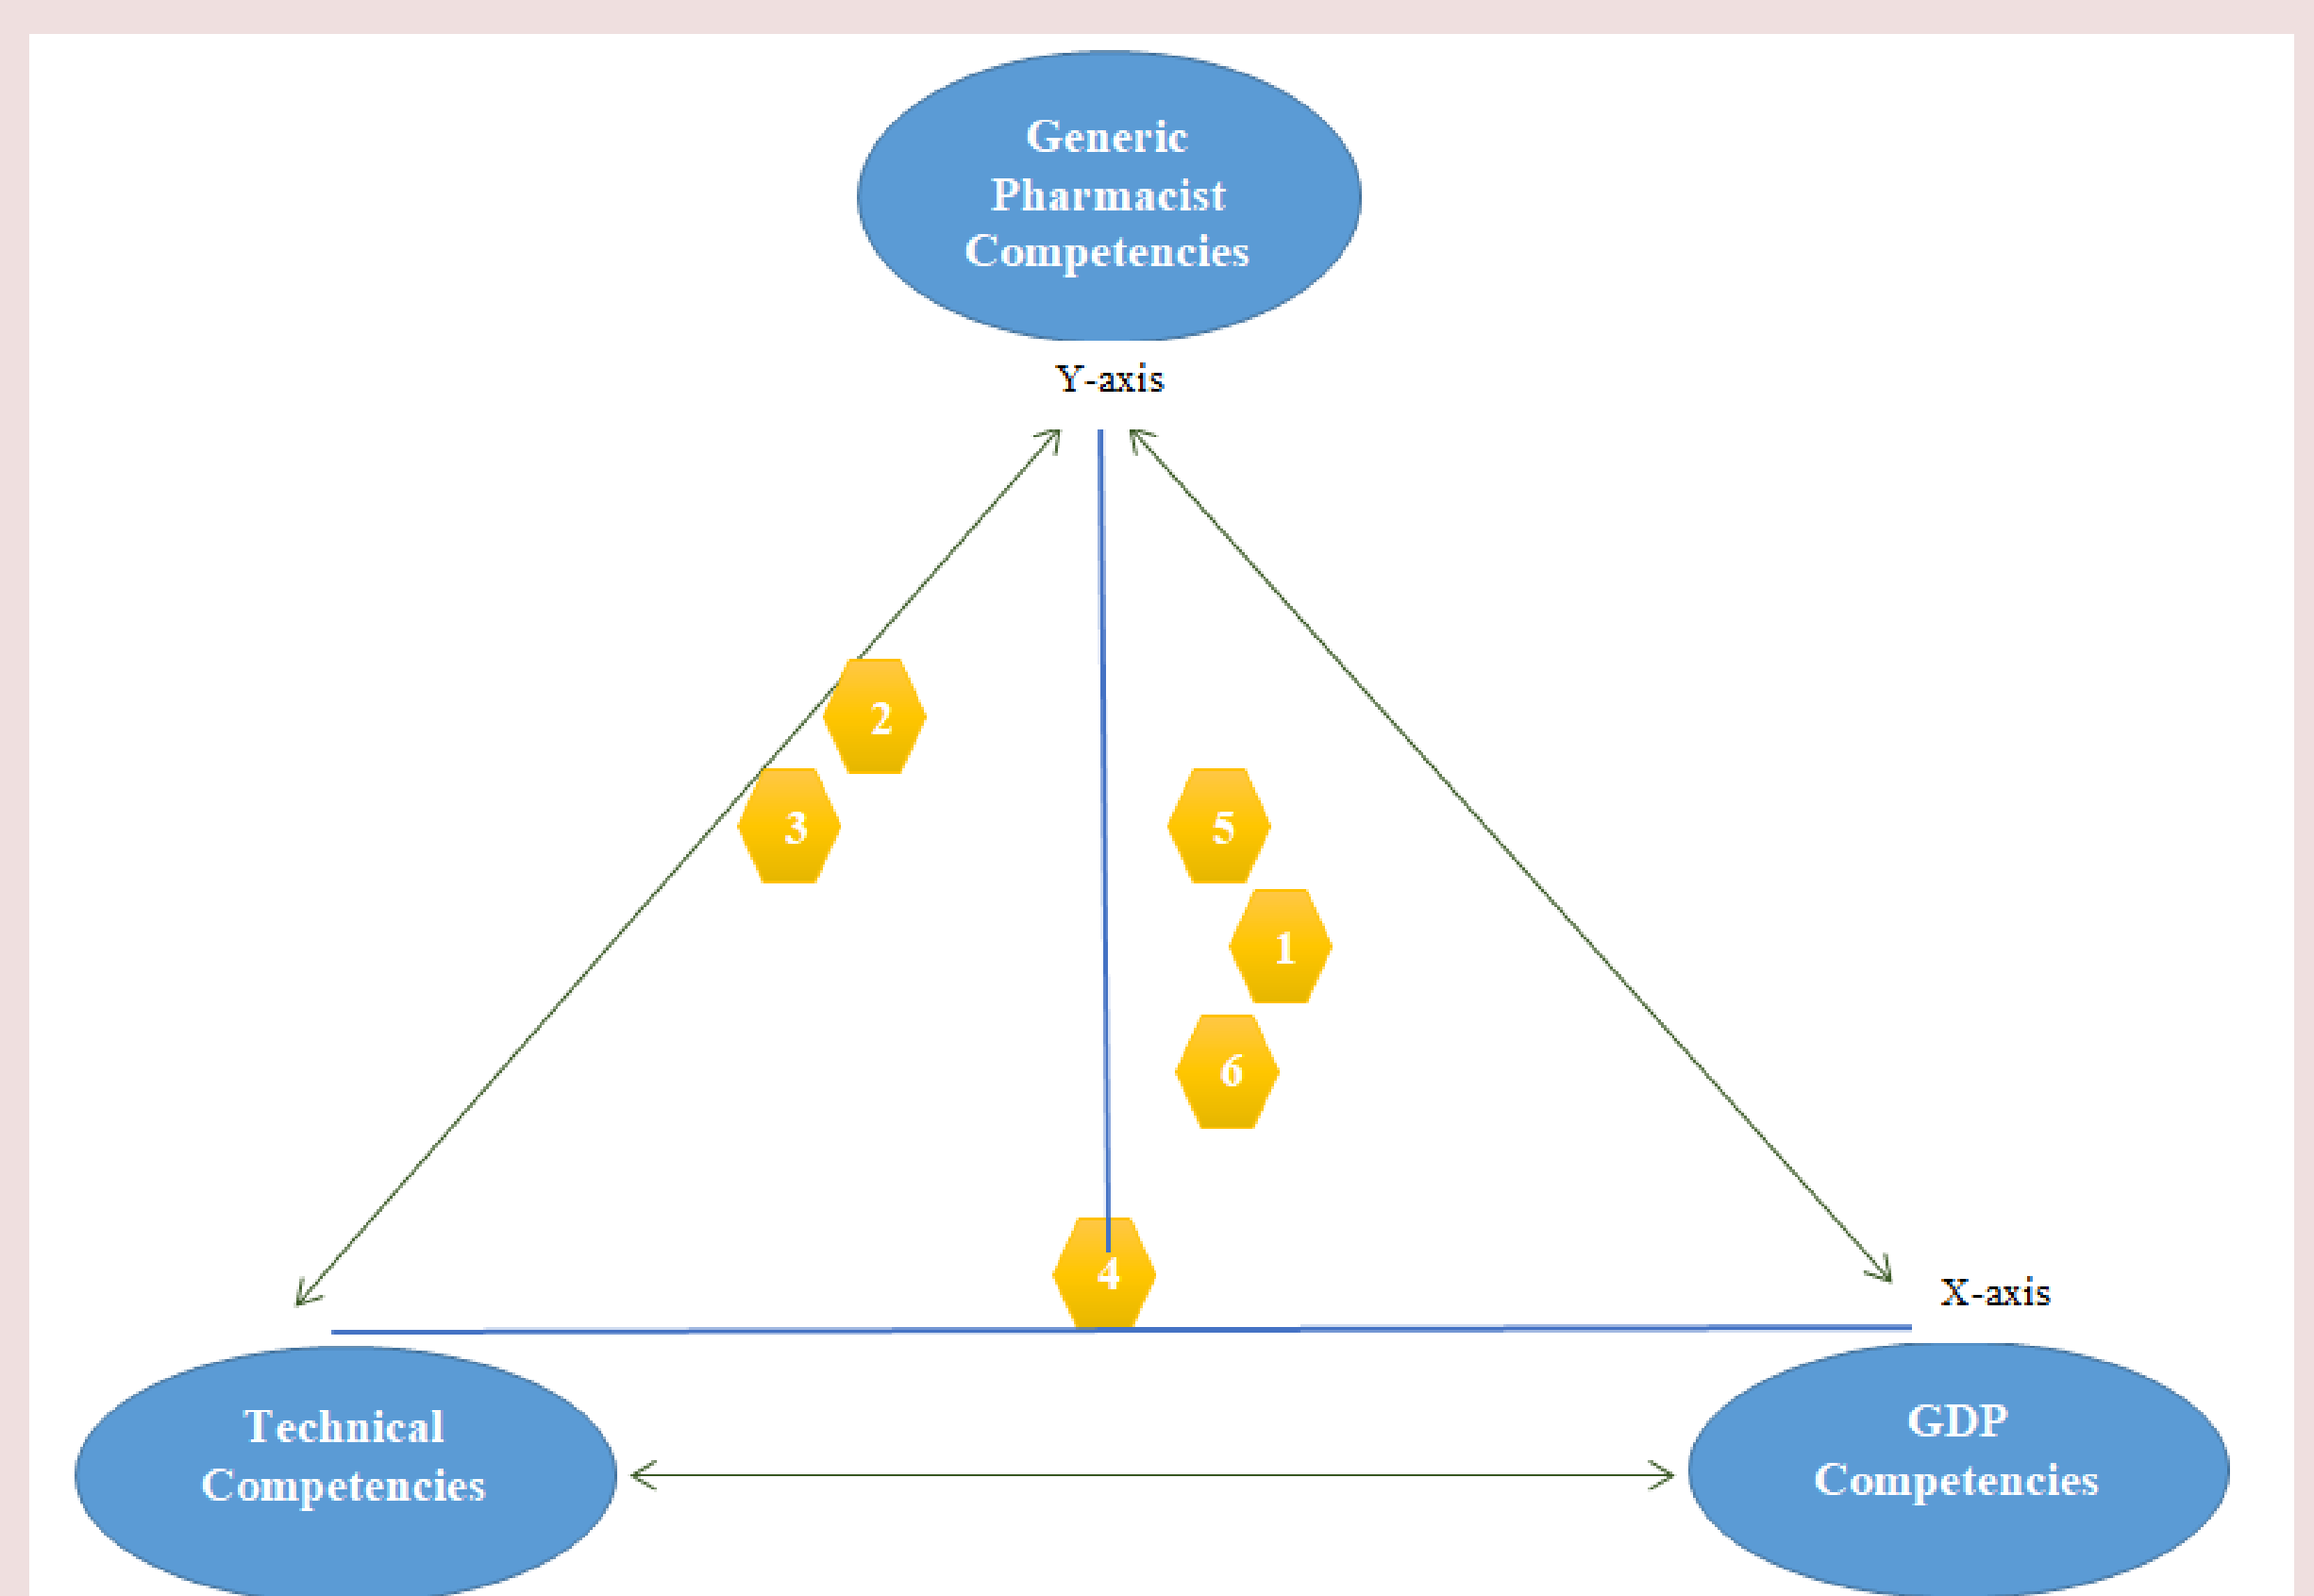 Generic
Pharmacist
Competencies
Y-axis
2
3
5
1
6
4
X-axis
Technical
Competencies
GDP
Competencies